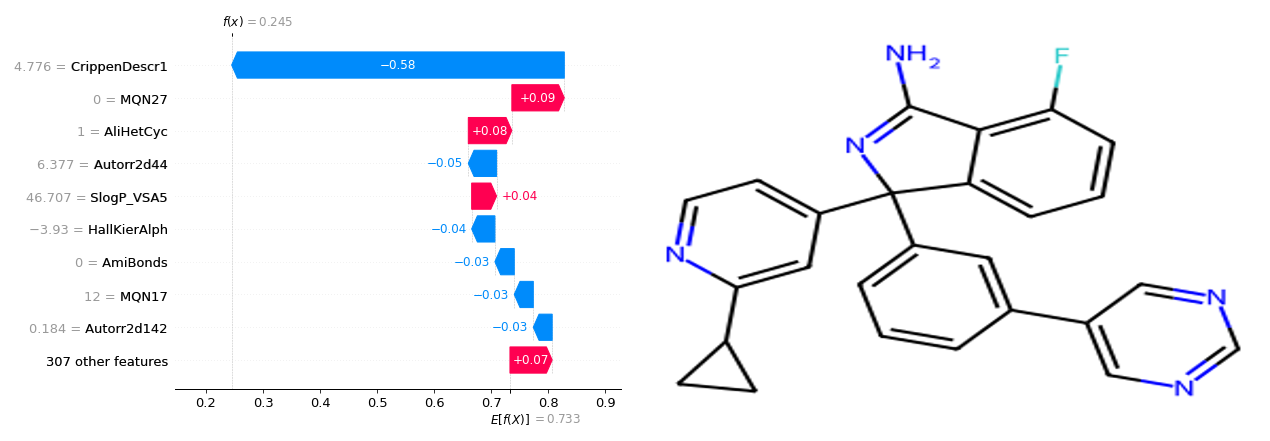 f(x) = 0.245
4.776 = CrippenDescr1
−0.58
0 = MQN27
+0.09
1 = AliHetCyc
+0.08
6.377 = Autorr2d44
−0.05
46.707 = SlogP_VSA5
+0.04
−3.93 = HallKierAlph
−0.04
0 = AmiBonds
−0.03
12 = MQN17
−0.03
0.184 = Autorr2d142
−0.03
307 other features
+0.07
0.2 0.3 0.4 0.5 0.6 0.7 0.8 0.9
E[f(X)] = 0.733
NH₂
F
N
N
N
N